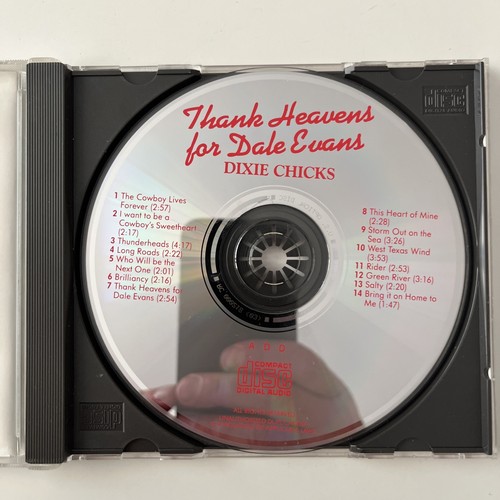 Thank Heavens
for Dale Evans
DIXIE CHICKS
1 The Cowboy Lives
Forever (2:57)
2 I want to be a
Cowboy's Sweetheart
(2:17)
3 Thunderheads (4:17)
4 Long Roads (2:22)
5 Who Will be the
Next One (2:01)
6 Brilliancy (2:16)
7 Thank Heavens for
Dale Evans (2:54)
8 This Heart of Mine
(2:28)
9 Storm Out on the
Sea (3:26)
10 West Texas Wind
(3:53)
11 Rider (2:53)
12 Green River (3:16)
13 Salty (2:20)
14 Bring it on Home to
Me (1:47)
COMPACT
disc
DIGITAL AUDIO
COMPACT
disc